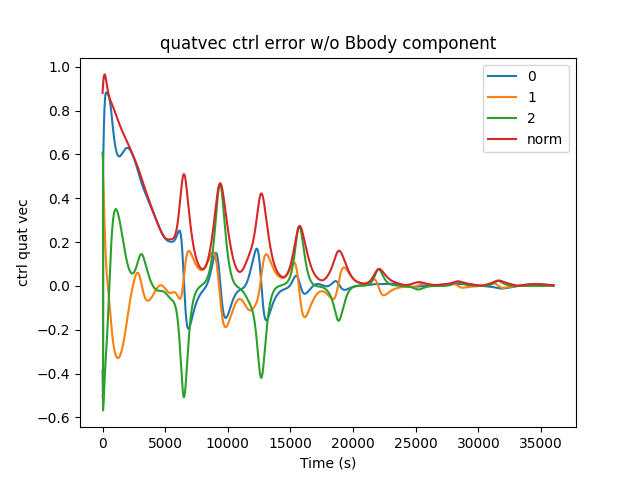 quatvec ctrl error w/o Bbody component
1.0
0.8
0.6
0.4
0.2
0.0
−0.2
−0.4
−0.6
ctrl quat vec
0
1
2
norm
0 5000 10000 15000 20000 25000 30000 35000
Time (s)